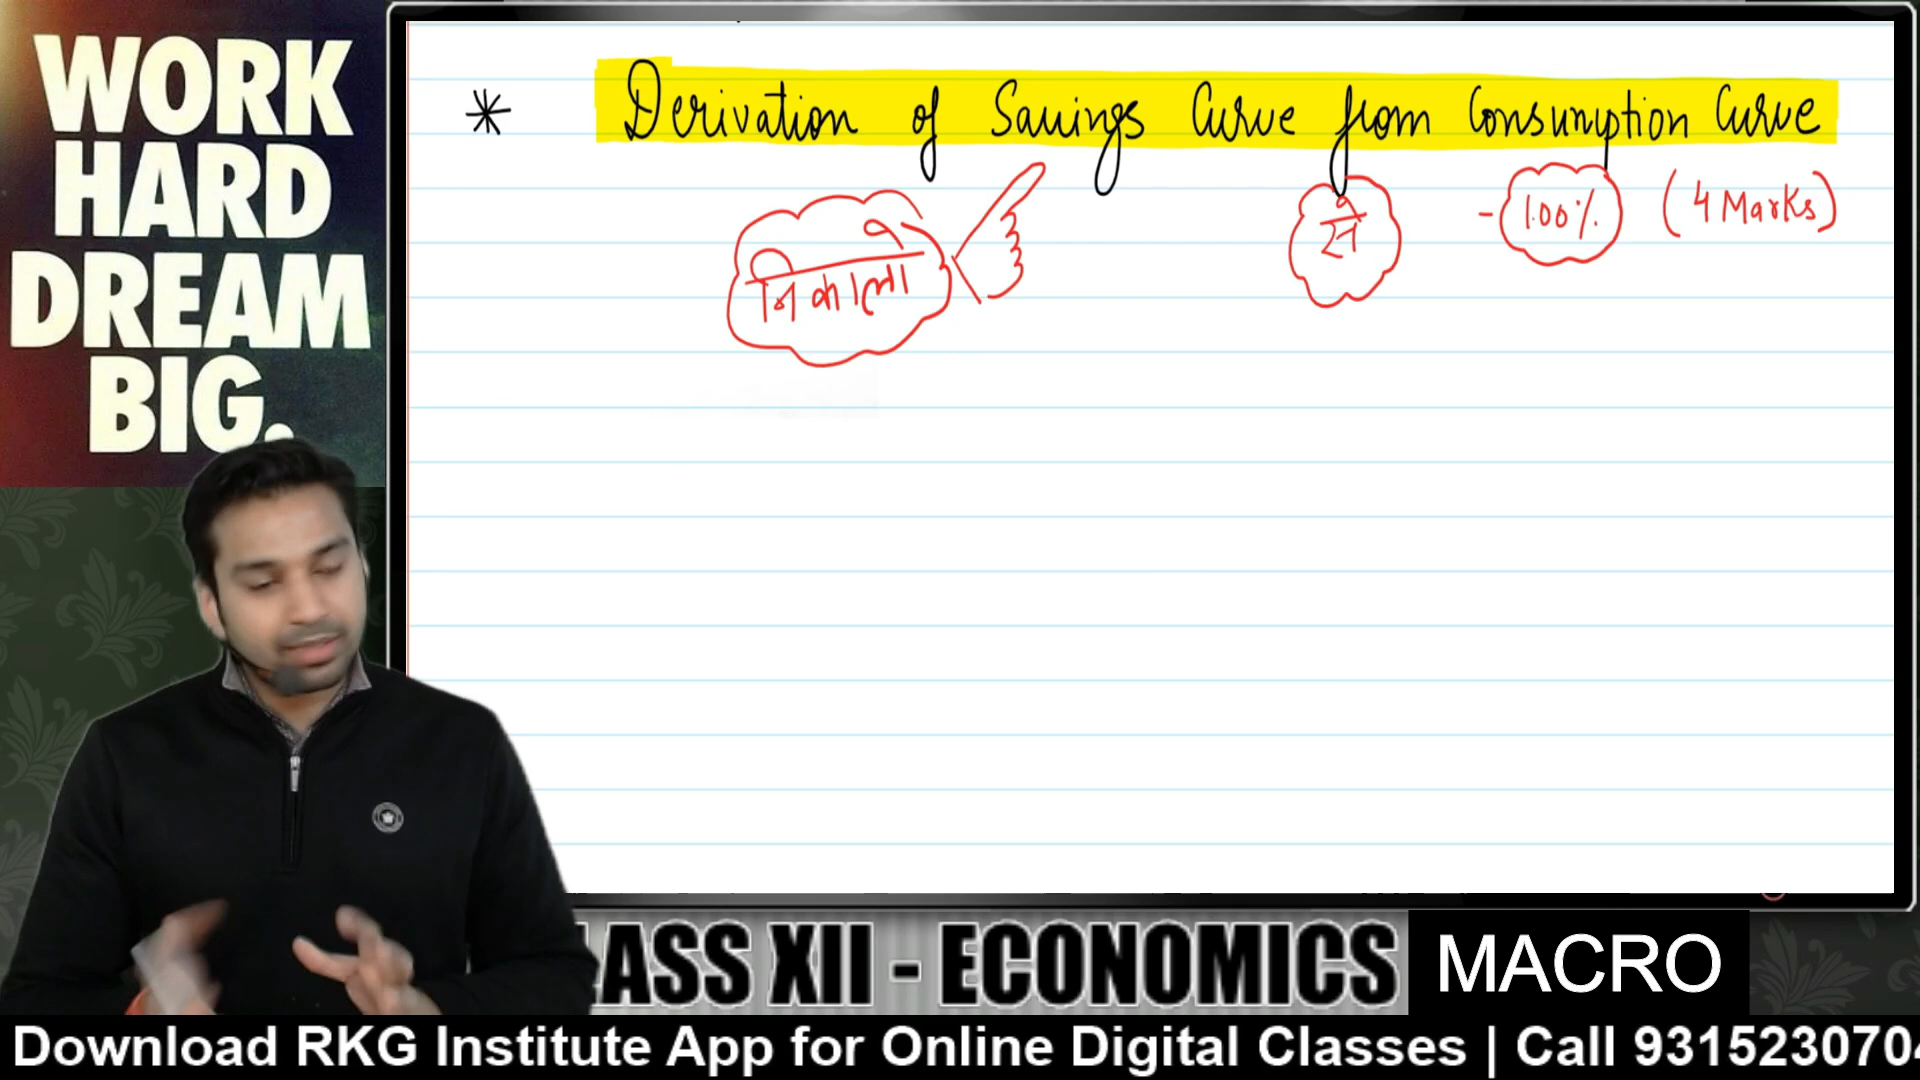 WORK
HARD
DREAM
BIG.
* Derivation of Savings Curve from Consumption Curve
निकालो से - 100% (4 Marks)
LASS XII - ECONOMICS MACRO
Download RKG Institute App for Online Digital Classes | Call 931523070